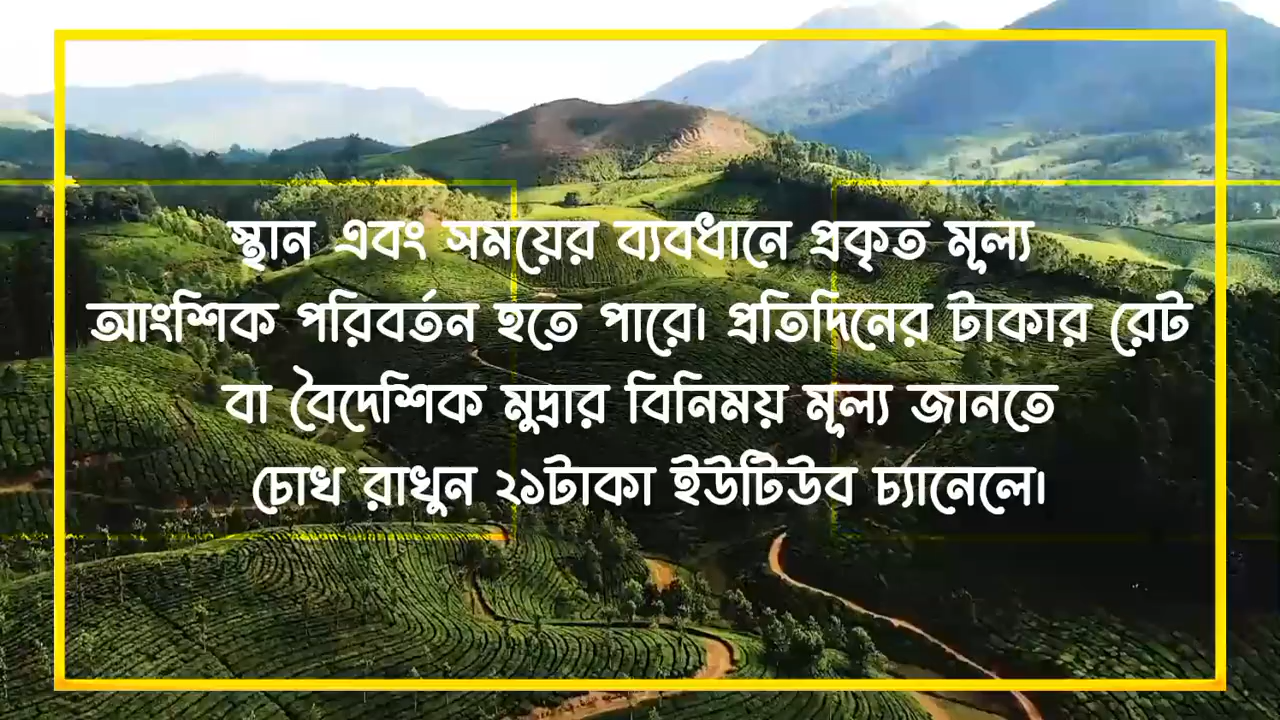 স্থান এবং সময়ের ব্যবধানে প্রকৃত মূল্য
আংশিক পরিবর্তন হতে পারে। প্রতিদিনের টাকার রেট
বা বৈদেশিক মুদ্রার বিনিময় মূল্য জানতে
চোখ রাখুন ২১টাকা ইউটিউব চ্যানেলে।